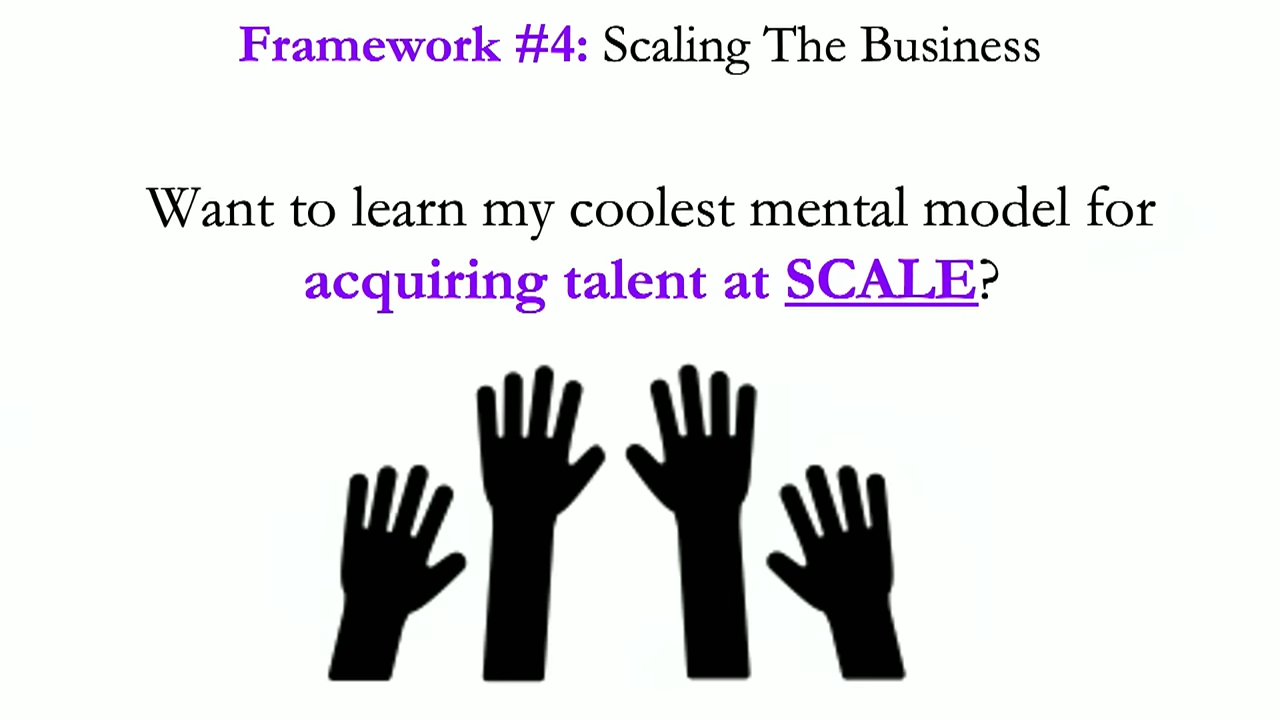 Framework #4: Scaling The Business
Want to learn my coolest mental model for
acquiring talent at SCALE?